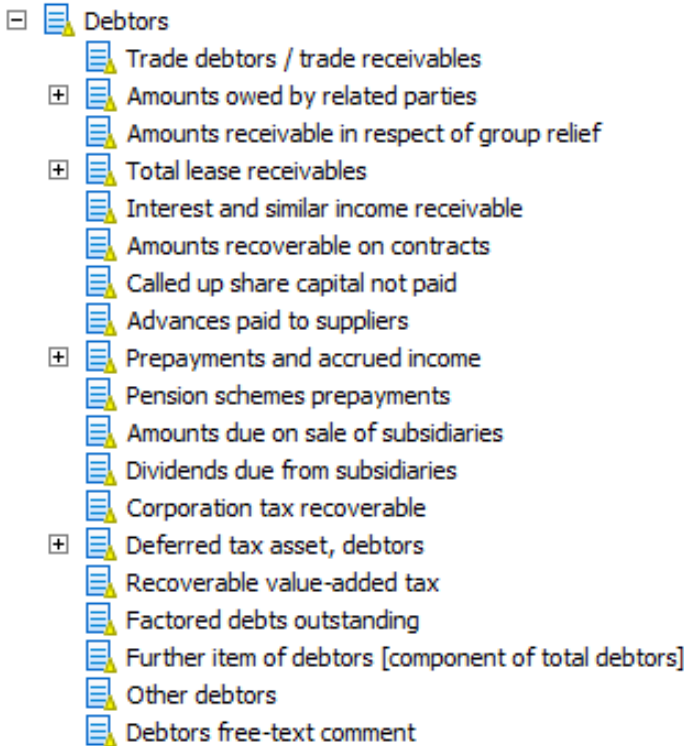 Debtors
Trade debtors / trade receivables
Amounts owed by related parties
Amounts receivable in respect of group relief
Total lease receivables
Interest and similar income receivable
Amounts recoverable on contracts
Called up share capital not paid
Advances paid to suppliers
Prepayments and accrued income
Pension schemes prepayments
Amounts due on sale of subsidiaries
Dividends due from subsidiaries
Corporation tax recoverable
Deferred tax asset, debtors
Recoverable value-added tax
Factored debts outstanding
Further item of debtors [component of total debtors]
Other debtors
Debtors free-text comment